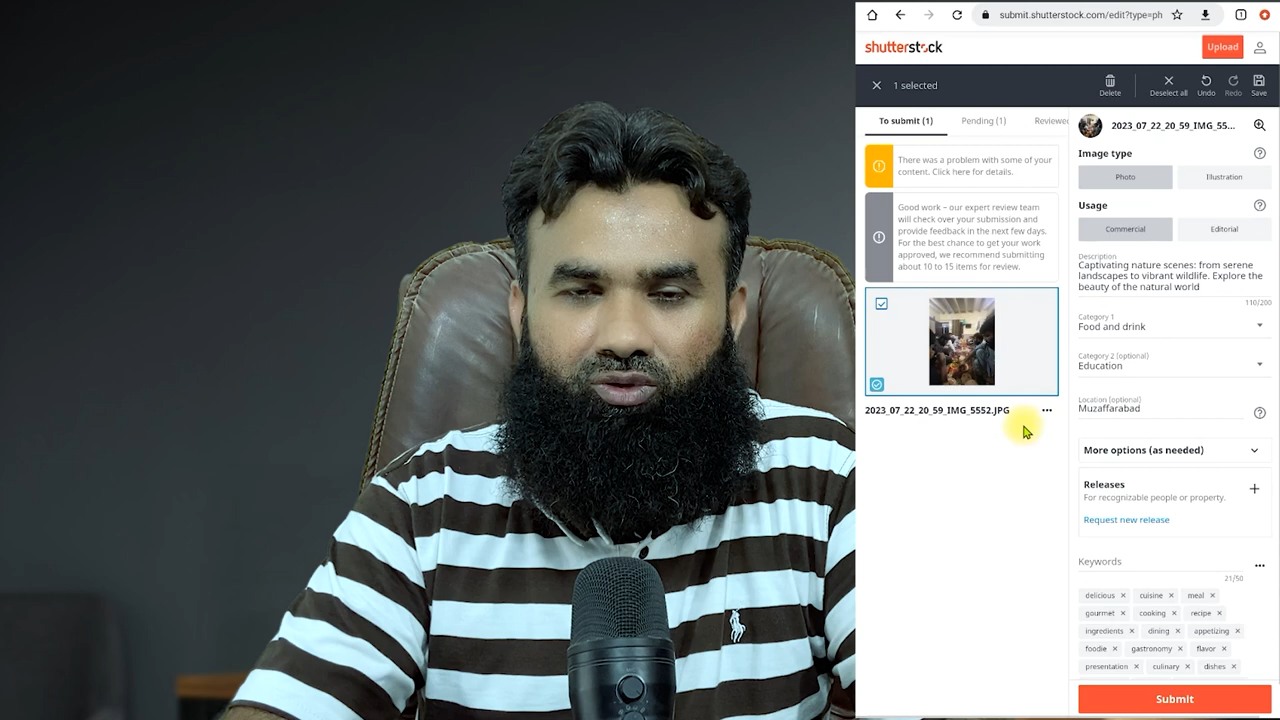 submit.shutterstock.com/edit?type=ph
1
shutterstock
Upload
1 selected
Delete
Deselect all
Undo
Redo
Save
To submit (1)
Pending (1)
Reviewe
There was a problem with some of your
content. Click here for details.
Good work – our expert review team
will check over your submission and
provide feedback in the next few days.
For the best chance to get your work
approved, we recommend submitting
about 10 to 15 items for review.
2023_07_22_20_59_IMG_5552.JPG
2023_07_22_20_59_IMG_55...
Image type
Photo
Illustration
Usage
Commercial
Editorial
Description
Captivating nature scenes: from serene
landscapes to vibrant wildlife. Explore the
beauty of the natural world
110/200
Category 1
Food and drink
Category 2 (optional)
Education
Location (optional)
Muzaffarabad
More options (as needed)
Releases
For recognizable people or property.
Request new release
Keywords
21/50
delicious
cuisine
meal
gourmet
cooking
recipe
ingredients
dining
appetizing
foodie
gastronomy
flavor
presentation
culinary
dishes
Submit